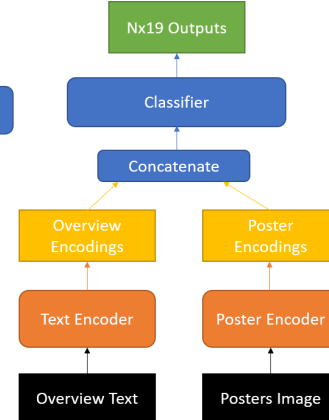 Nx19 Outputs
Classifier
Concatenate
Overview
Encodings
Poster
Encodings
Text Encoder
Poster Encoder
Overview Text
Posters Image